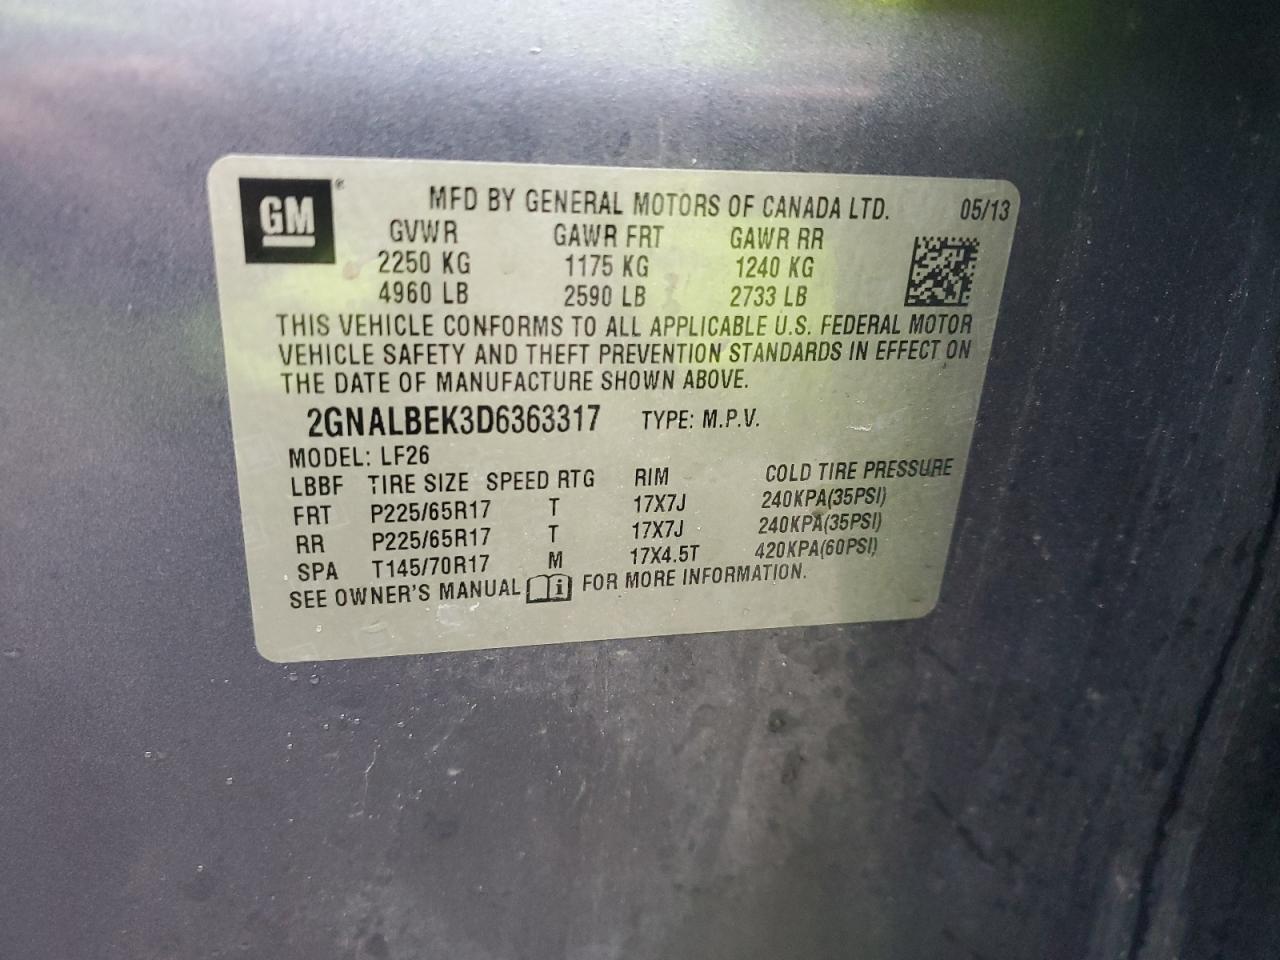 GM®
MFD BY GENERAL MOTORS OF CANADA LTD. 05/13
GVWR GAWR FRT GAWR RR
2250 KG 1175 KG 1240 KG
4960 LB 2590 LB 2733 LB
THIS VEHICLE CONFORMS TO ALL APPLICABLE U.S. FEDERAL MOTOR
VEHICLE SAFETY AND THEFT PREVENTION STANDARDS IN EFFECT ON
THE DATE OF MANUFACTURE SHOWN ABOVE.
2GNALBEK3D6363317 TYPE: M.P.V.
MODEL: LF26
LBBF TIRE SIZE SPEED RTG RIM COLD TIRE PRESSURE
FRT P225/65R17 T 17X7J 240KPA(35PSI)
RR P225/65R17 T 17X7J 240KPA(35PSI)
SPA T145/70R17 M 17X4.5T 420KPA(60PSI)
SEE OWNER'S MANUAL i FOR MORE INFORMATION.